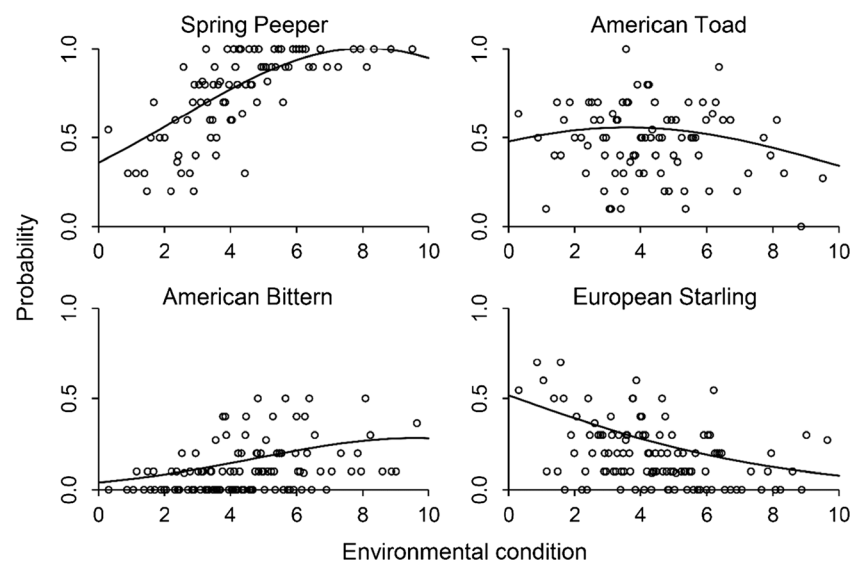 Spring Peeper
American Toad
1.0
0.5
0.0
0 2 4 6 8 10
1.0
0.5
0.0
0 2 4 6 8 10
American Bittern
European Starling
1.0
0.5
0.0
0 2 4 6 8 10
1.0
0.5
0.0
0 2 4 6 8 10
Probability
Environmental condition